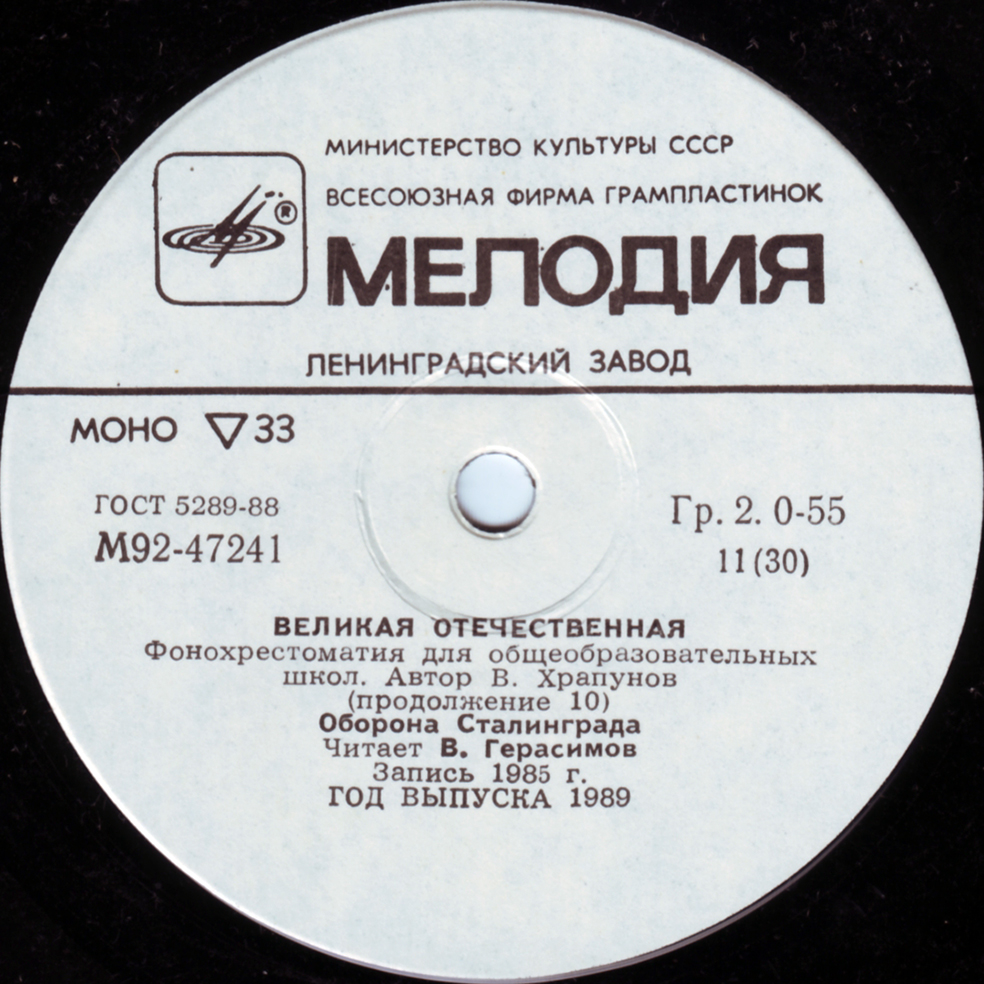 МИНИСТЕРСТВО КУЛЬТУРЫ СССР
ВСЕСОЮЗНАЯ ФИРМА ГРАМПЛАСТИНОК
®
МЕЛОДИЯ
ЛЕНИНГРАДСКИЙ ЗАВОД
МОНО ▽33
ГОСТ 5289-88
М92-47241
Гр. 2. 0-55
11(30)
ВЕЛИКАЯ ОТЕЧЕСТВЕННАЯ
Фонохрестоматия для общеобразовательных
школ. Автор В. Храпунов
(продолжение 10)
Оборона Сталинграда
Читает В. Герасимов
Запись 1985 г.
ГОД ВЫПУСКА 1989